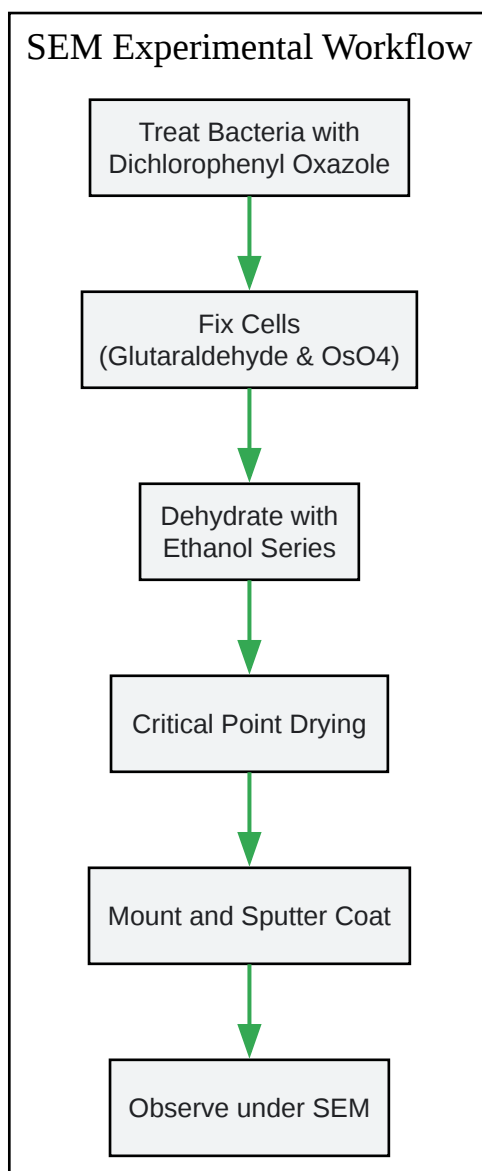 SEM Experimental Workflow
Treat Bacteria with
Dichlorophenyl Oxazole
Fix Cells
(Glutaraldehyde & OsO4)
Dehydrate with
Ethanol Series
Critical Point Drying
Mount and Sputter Coat
Observe under SEM